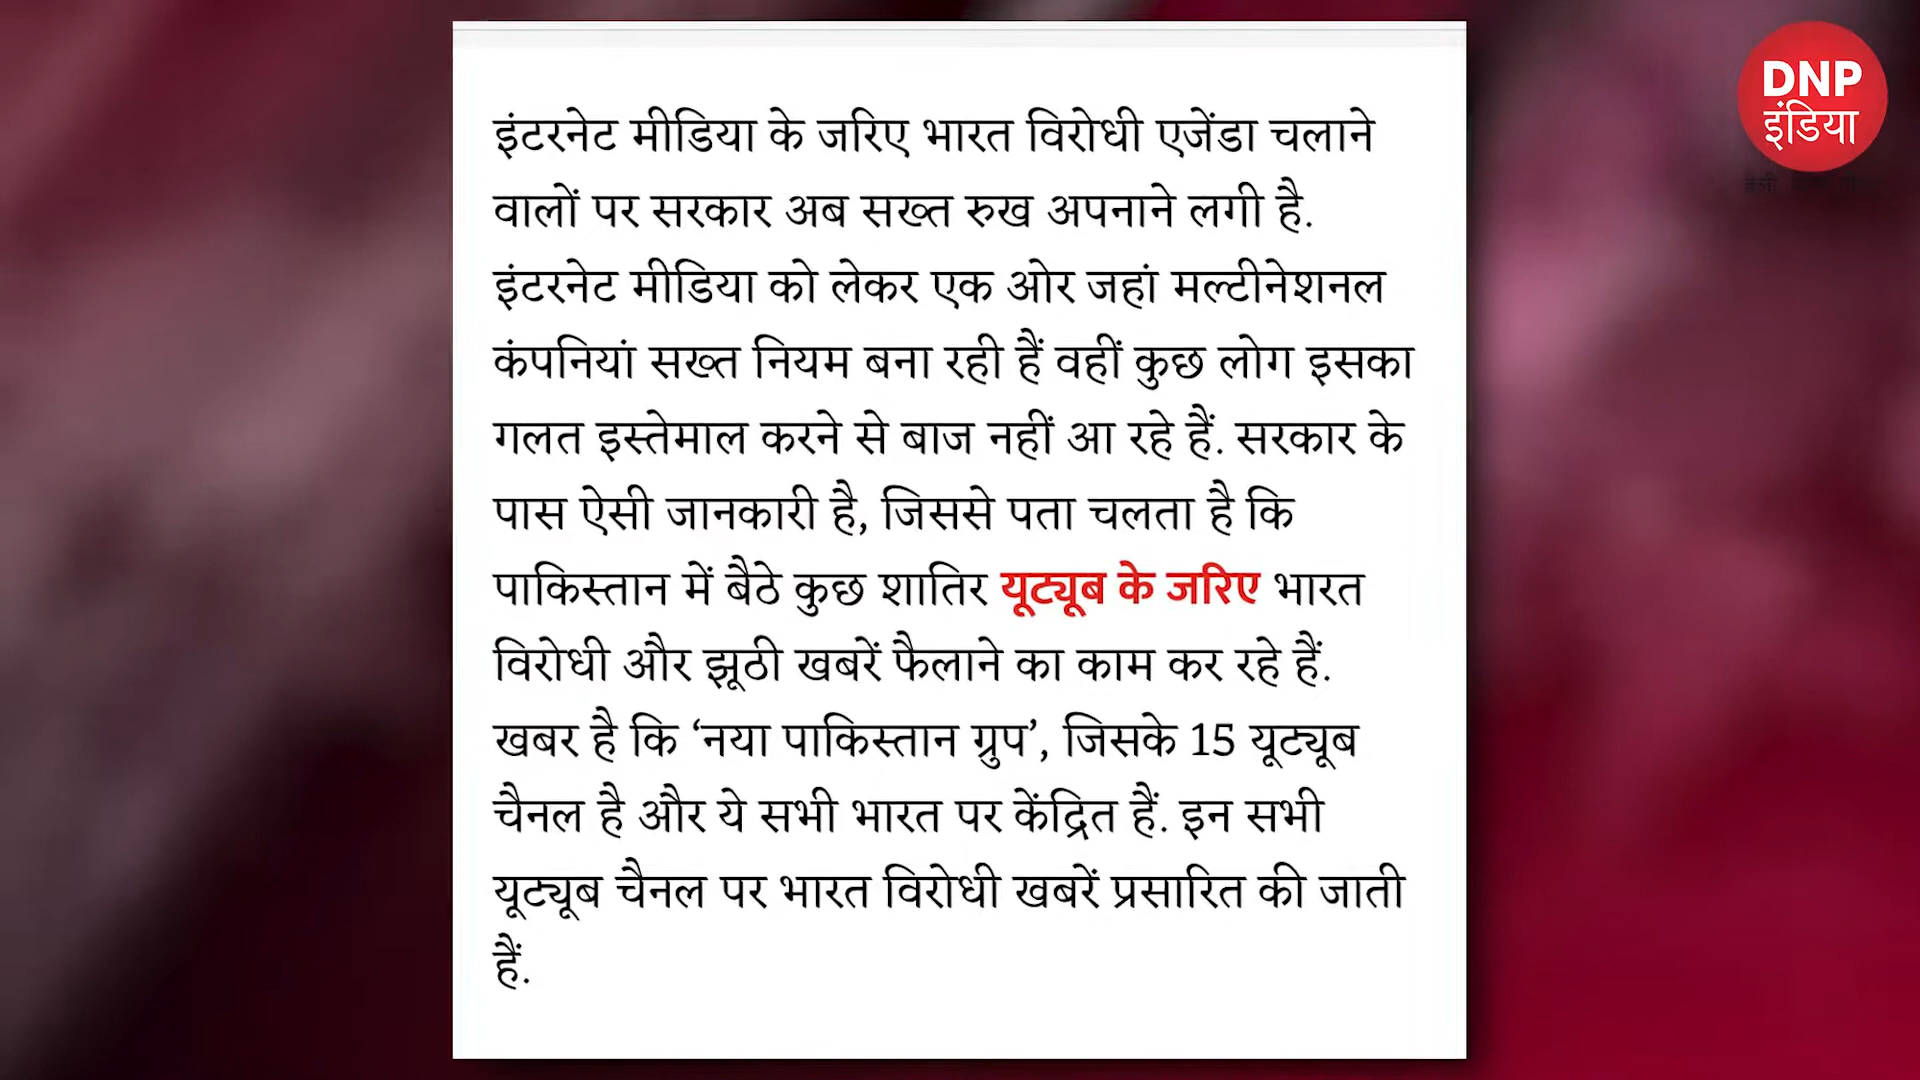 इंटरनेट मीडिया के जरिए भारत विरोधी एजेंडा चलाने
वालों पर सरकार अब सख्त रुख अपनाने लगी है.
इंटरनेट मीडिया को लेकर एक ओर जहां मल्टीनेशनल
कंपनियां सख्त नियम बना रही हैं वहीं कुछ लोग इसका
गलत इस्तेमाल करने से बाज नहीं आ रहे हैं. सरकार के
पास ऐसी जानकारी है, जिससे पता चलता है कि
पाकिस्तान में बैठे कुछ शातिर यूट्यूब के जरिए भारत
विरोधी और झूठी खबरें फैलाने का काम कर रहे हैं.
खबर है कि ‘नया पाकिस्तान ग्रुप’, जिसके 15 यूट्यूब
चैनल है और ये सभी भारत पर केंद्रित हैं. इन सभी
यूट्यूब चैनल पर भारत विरोधी खबरें प्रसारित की जाती
हैं.
DNP
इंडिया